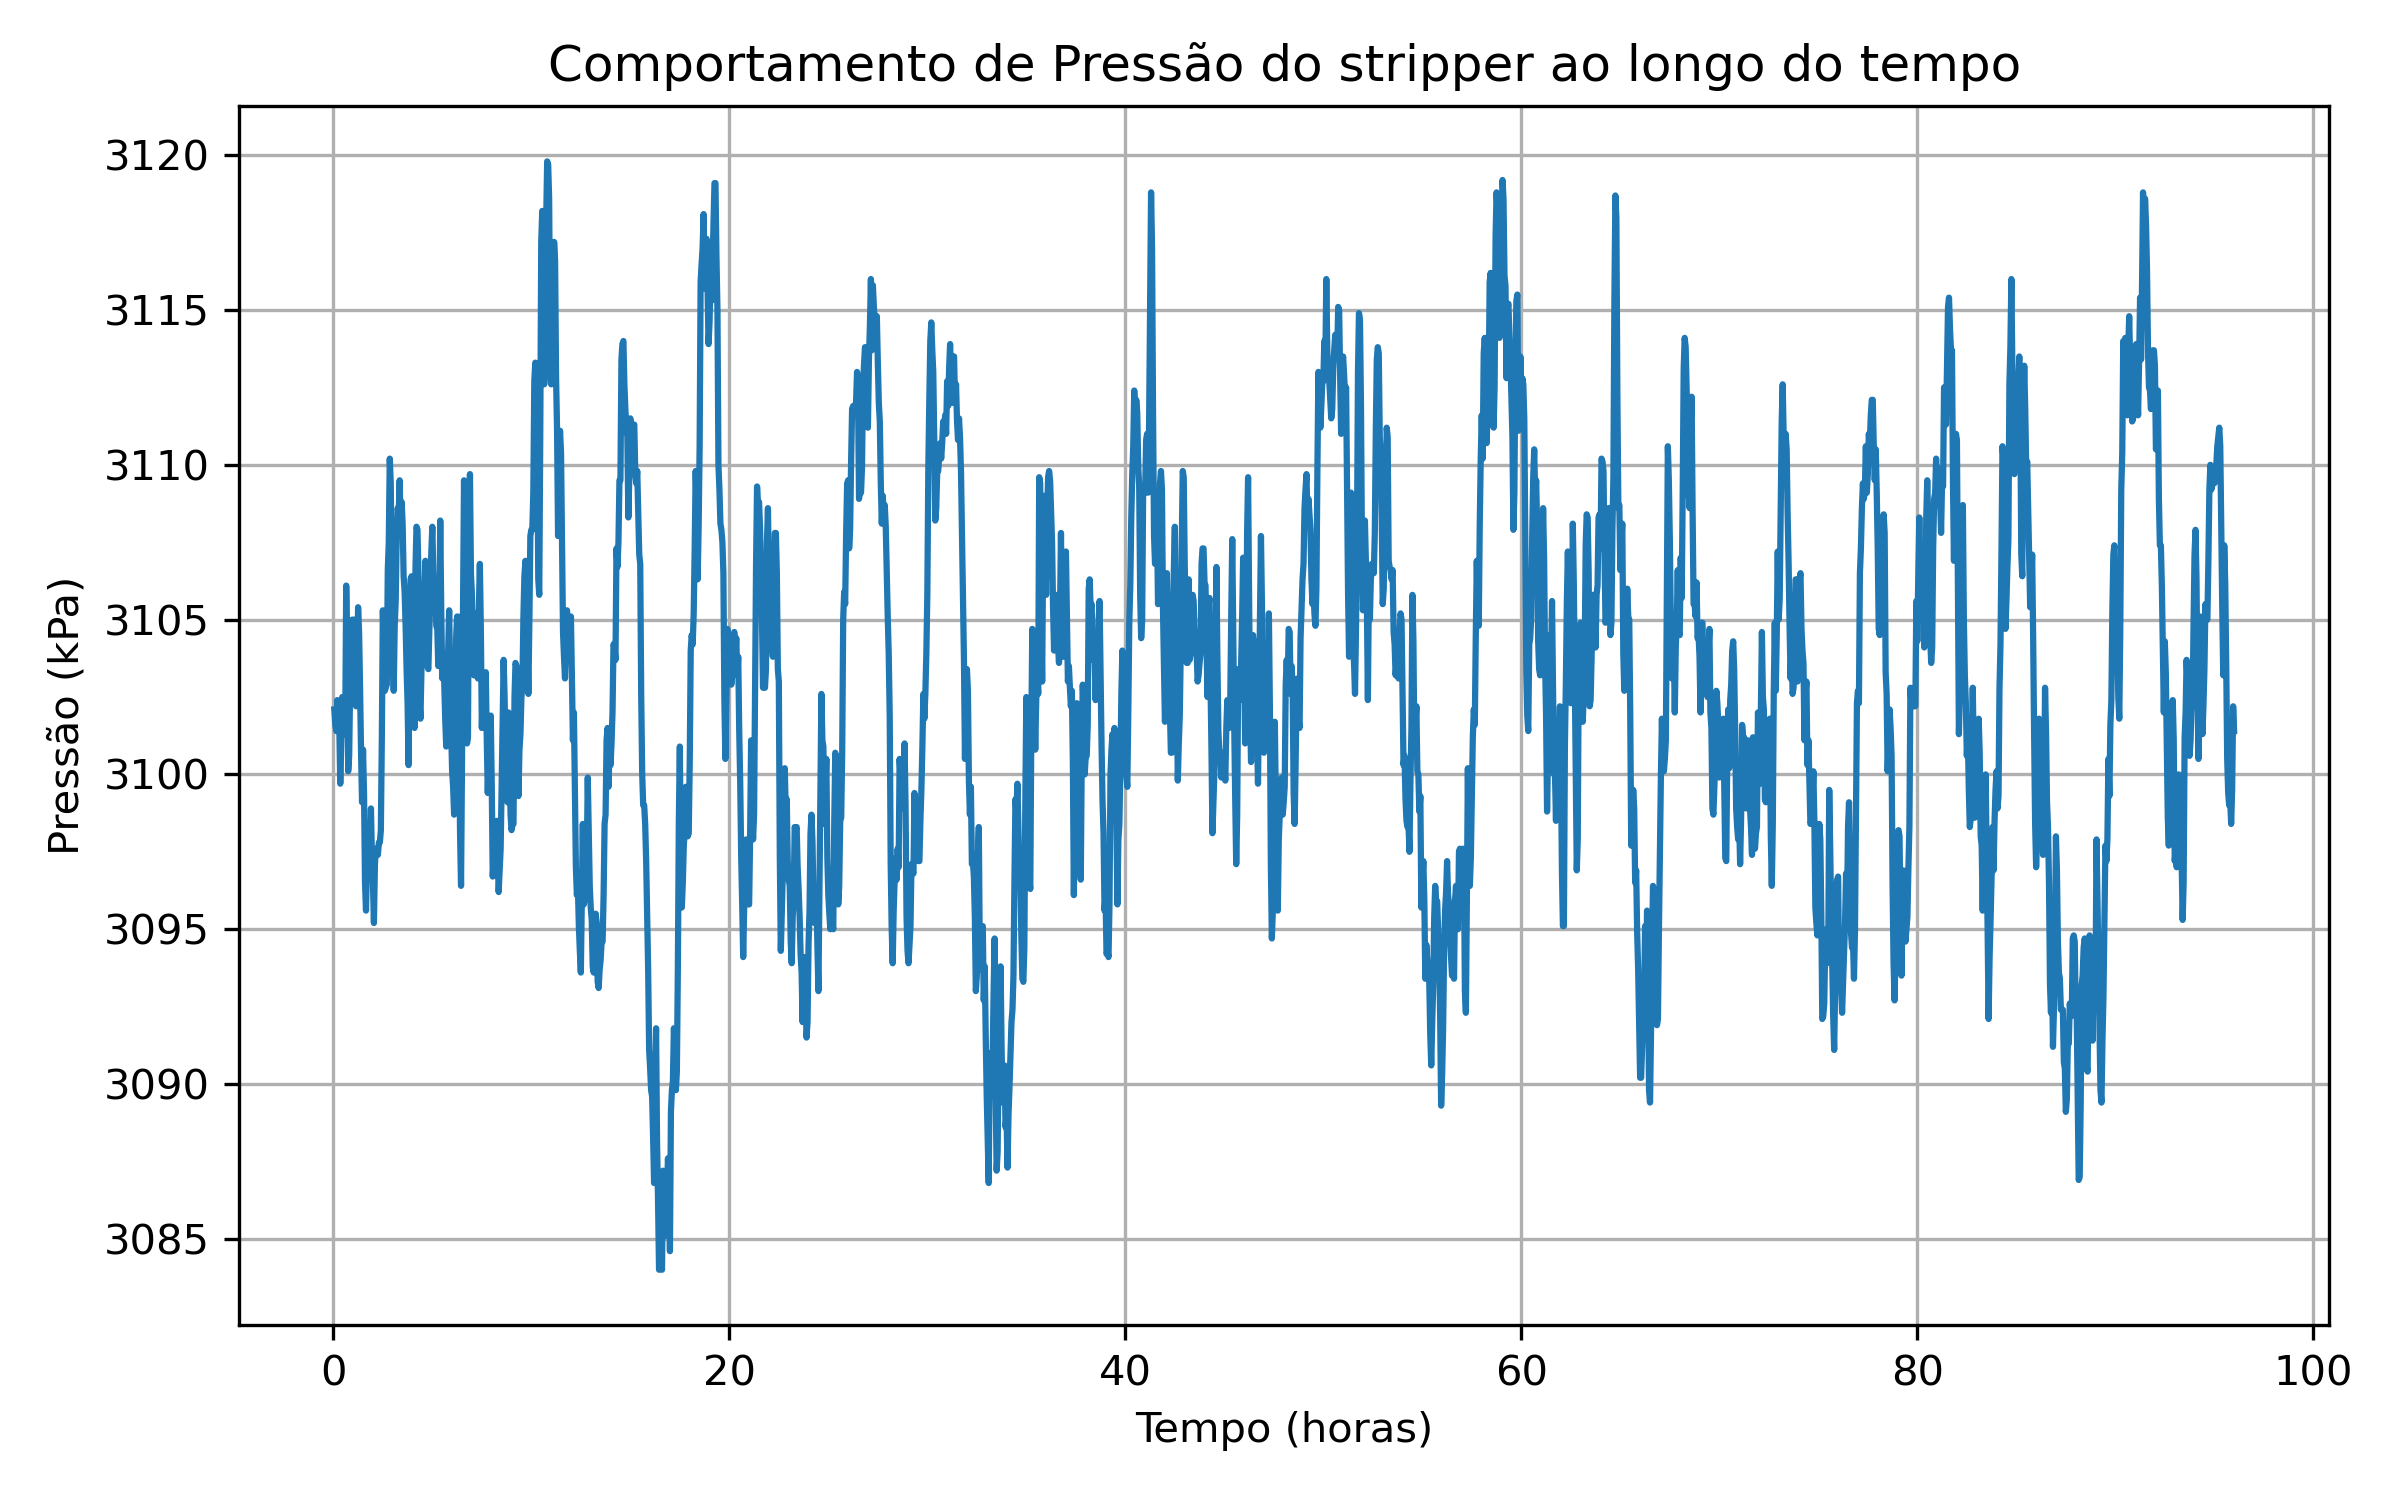 Comportamento de Pressão do stripper ao longo do tempo
Pressão (kPa)
3120
3115
3110
3105
3100
3095
3090
3085
0 20 40 60 80 100
Tempo (horas)